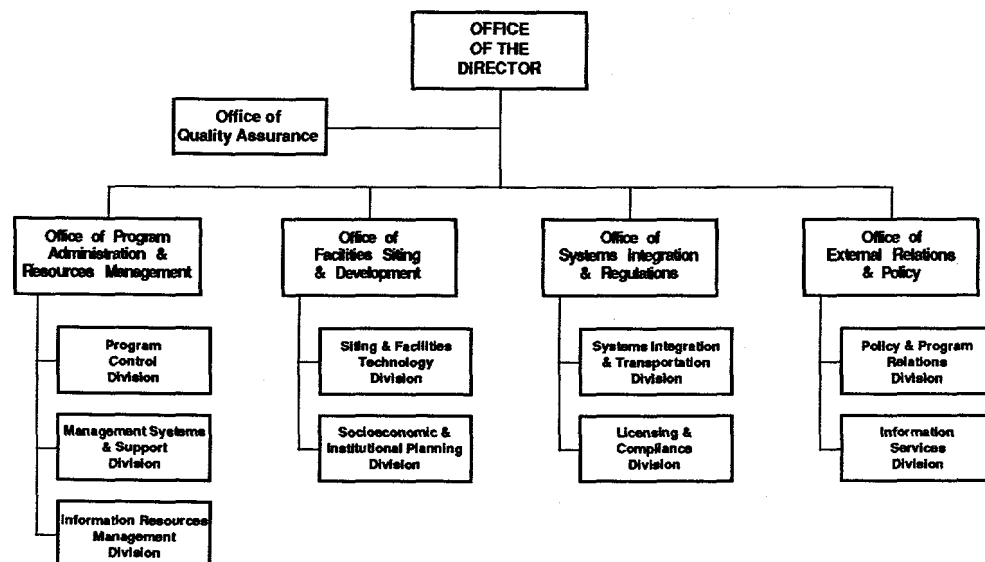 OFFICE
OF THE
DIRECTOR
Office of
Quality Assurance
Office of Program
Administration &
Resources Management
Office of
Facilities Siting
& Development
Office of
Systems Integration
& Regulations
Office of
External Relations
& Policy
Program
Control
Division
Siting & Facilities
Technology
Division
Systems Integration
& Transportation
Division
Policy & Program
Relations
Division
Management Systems
& Support
Division
Socioeconomic &
Institutional Planning
Division
Licensing &
Compliance
Division
Information
Services
Division
Information Resources
Management
Division